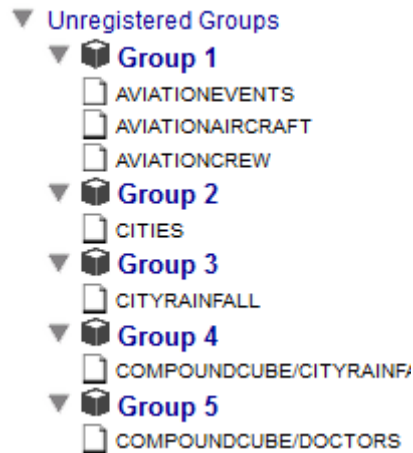 Unregistered Groups
Group 1
AVIATIONEVENTS
AVIATIONAIRCRAFT
AVIATIONCREW
Group 2
CITIES
Group 3
CITYRAINFALL
Group 4
COMPOUNDCUBE/CITYRAINFA
Group 5
COMPOUNDCUBE/DOCTORS